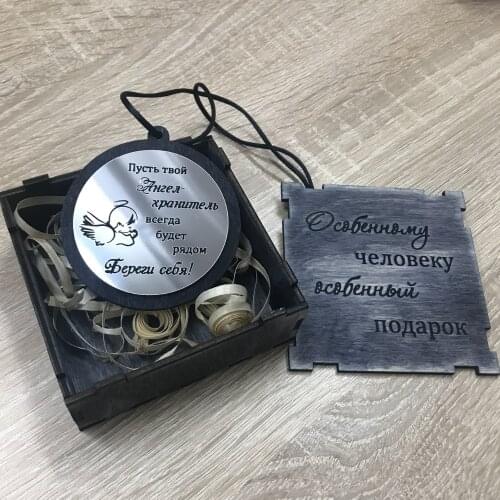 Пусть твой
Ангел-
хранитель
всегда
будет
рядом
Береги себя!
Особенному
человеку
особенный
подарок